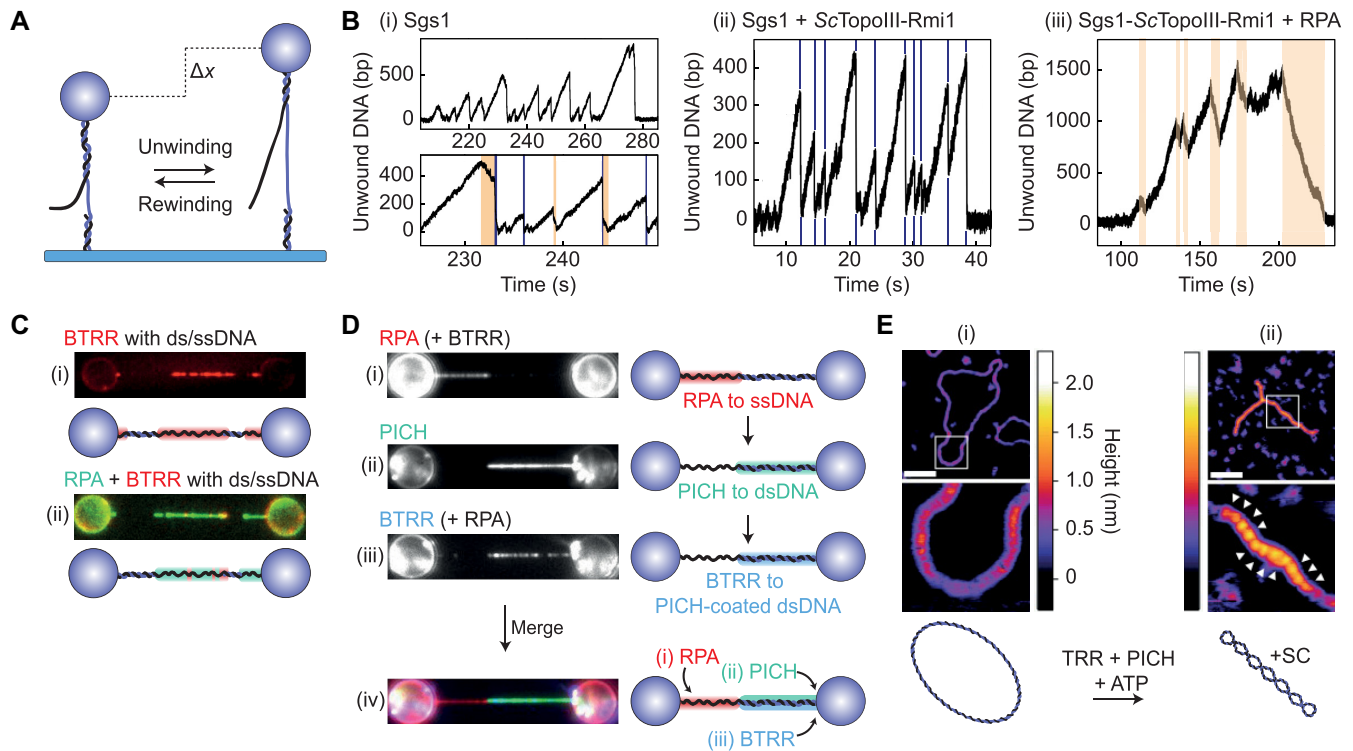 A
Δx
Unwinding
Rewinding
B
(i) Sgs1
Unwound DNA (bp)
500
0
220
240
260
280
400
200
0
230
240
Time (s)
(ii) Sgs1 + ScTopoIII-Rmi1
Unwound DNA (bp)
400
300
200
100
0
10
20
30
40
Time (s)
(iii) Sgs1-ScTopoIII-Rmi1 + RPA
Unwound DNA (bp)
1500
1000
500
0
100
150
200
Time (s)
C
BTRR with ds/ssDNA
(i)
RPA + BTRR with ds/ssDNA
(ii)
D
RPA (+ BTRR)
(i)
RPA to ssDNA
PICH
(ii)
PICH to dsDNA
BTRR (+ RPA)
(iii)
BTRR to
PICH-coated dsDNA
Merge
(iv)
(i) RPA
(ii) PICH
(iii) BTRR
E
(i)
2.0
1.5
1.0
0.5
0
Height (nm)
(ii)
TRR + PICH
+ ATP
+SC